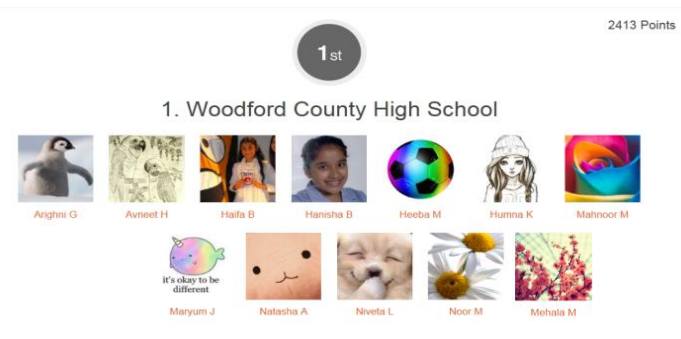 2413 Points
1st
1. Woodford County High School
Arighni G
Avneet H
Haifa B
Hanisha B
Heeba M
Humna K
Mahnoor M
it's okay to be
different
Maryum J
Natasha A
Niveta L
Noor M
Mehala M